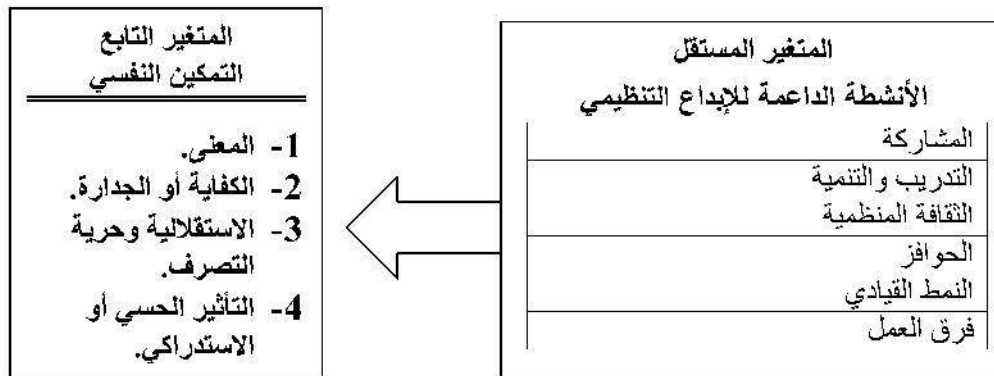 المتغير المستقل
الأنشطة الداعمة للإبداع التنظيمي
المشاركة
التدريب والتنمية
الثقافة المنظمية
الحوافز
النمط القيادي
فرق العمل
المتغير التابع
التمكين النفسي
1- المعنى.
2- الكفاية أو الجدارة.
3- الاستقلالية وحرية
التصرف.
4- التأثير الحسي أو
الاستدراكي.